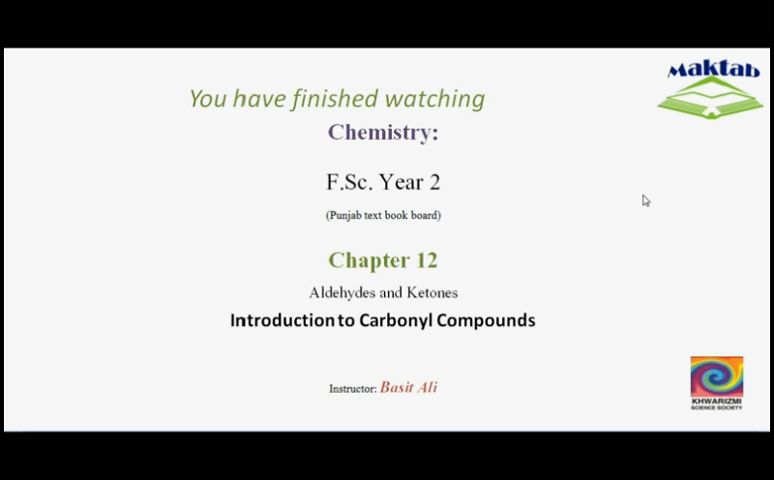 Maktab
You have finished watching
Chemistry:
F.Sc. Year 2
(Punjab text book board)
Chapter 12
Aldehydes and Ketones
Introduction to Carbonyl Compounds
Instructor: Basit Ali
KHWARIZMI
SCIENCE SOCIETY